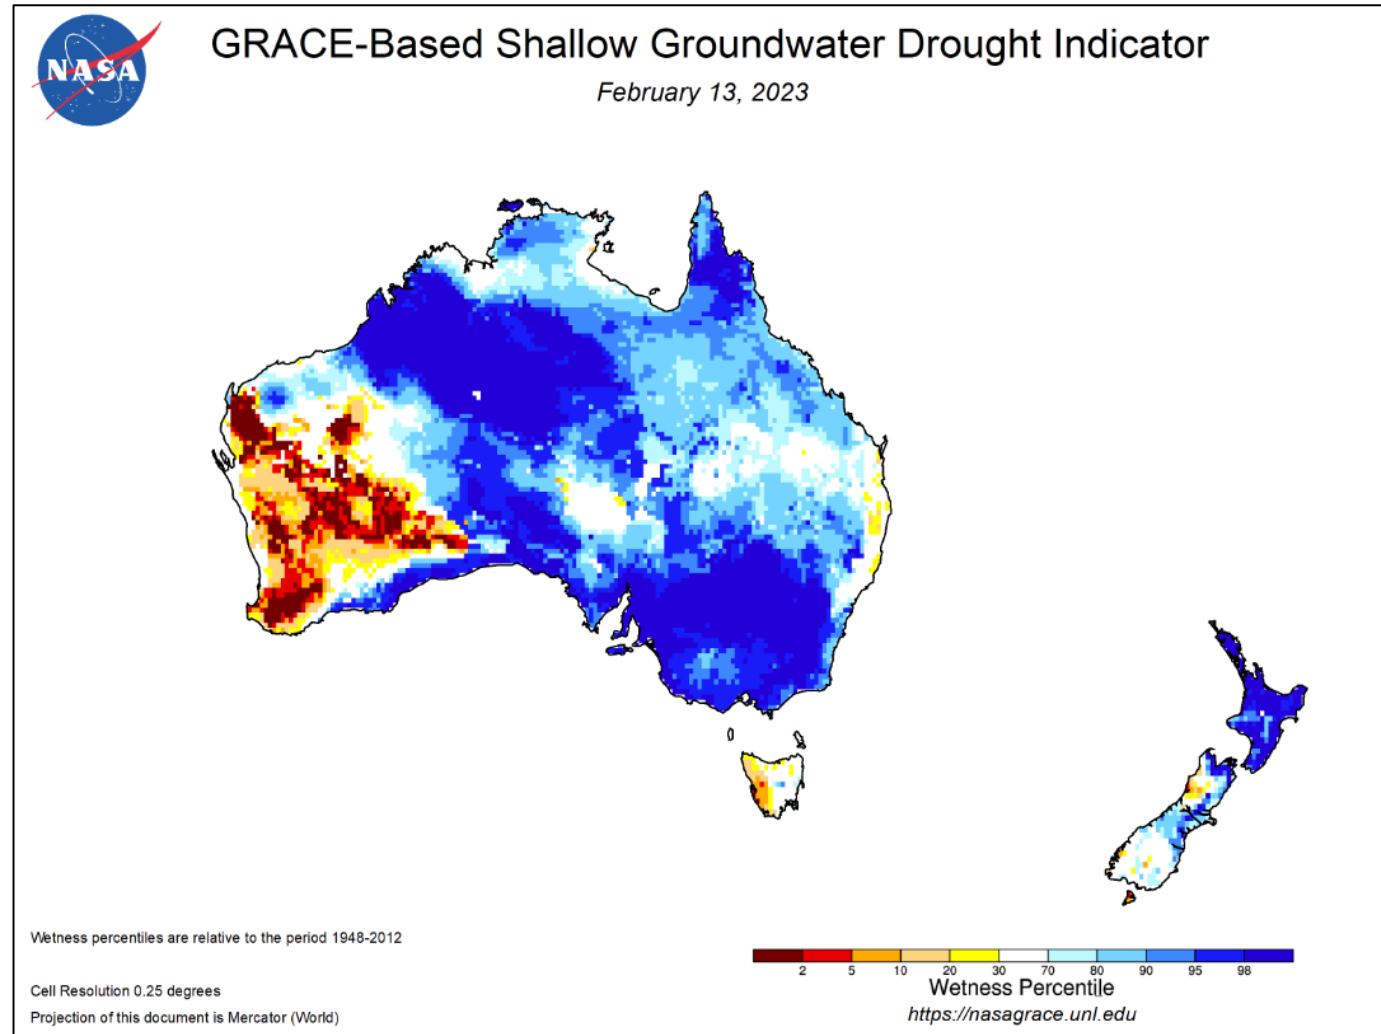 NASA
GRACE-Based Shallow Groundwater Drought Indicator
February 13, 2023
Wetness percentiles are relative to the period 1948-2012
Cell Resolution 0.25 degrees
Projection of this document is Mercator (World)
2 5 10 20 30 70 80 90 95 98
Wetness Percentile
https://nasagrace.unl.edu